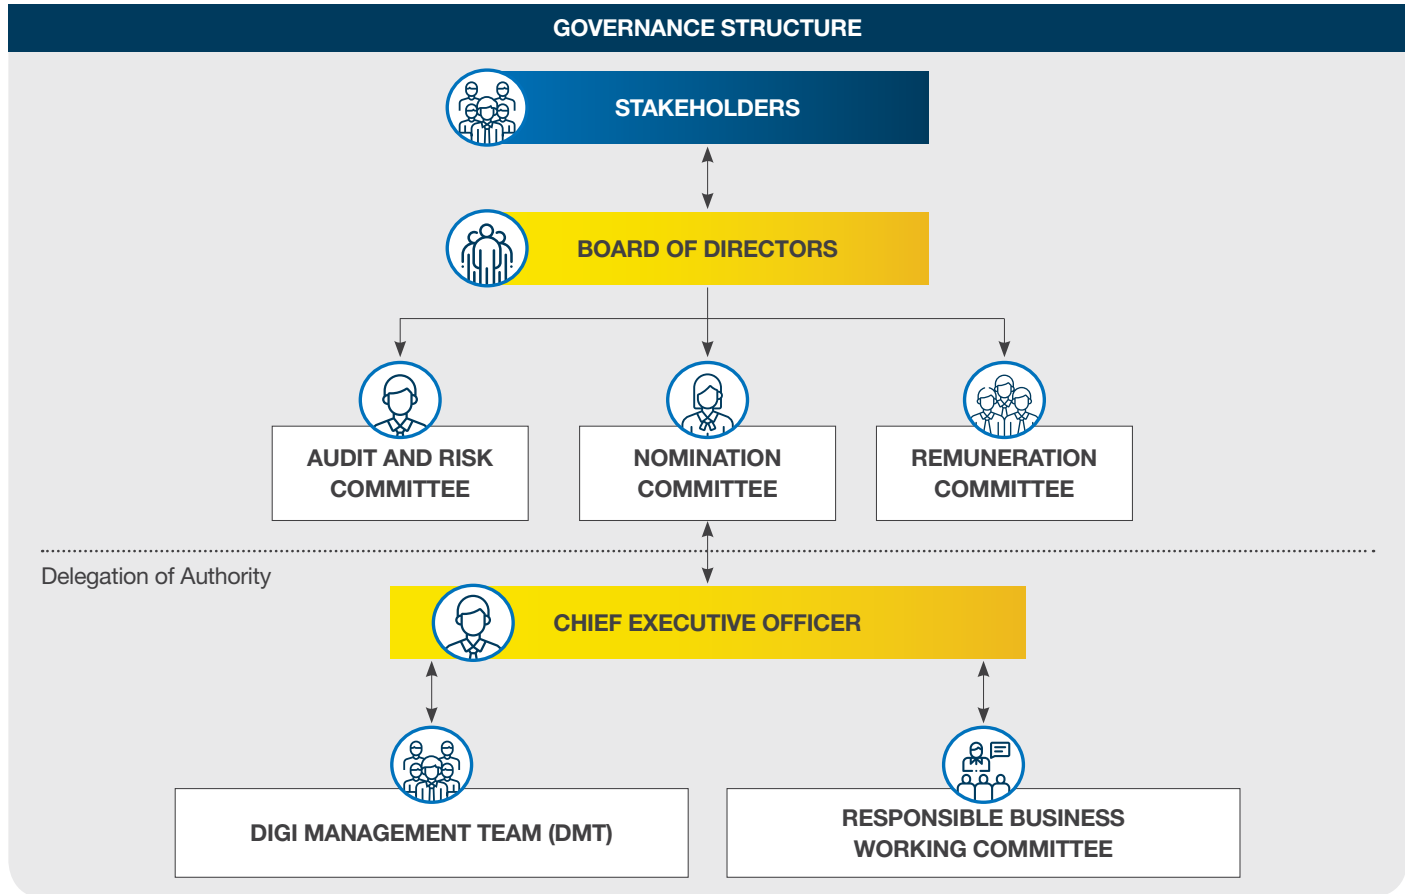 GOVERNANCE STRUCTURE
STAKEHOLDERS
BOARD OF DIRECTORS
AUDIT AND RISK
COMMITTEE
NOMINATION
COMMITTEE
REMUNERATION
COMMITTEE
Delegation of Authority
CHIEF EXECUTIVE OFFICER
DIGI MANAGEMENT TEAM (DMT)
RESPONSIBLE BUSINESS
WORKING COMMITTEE